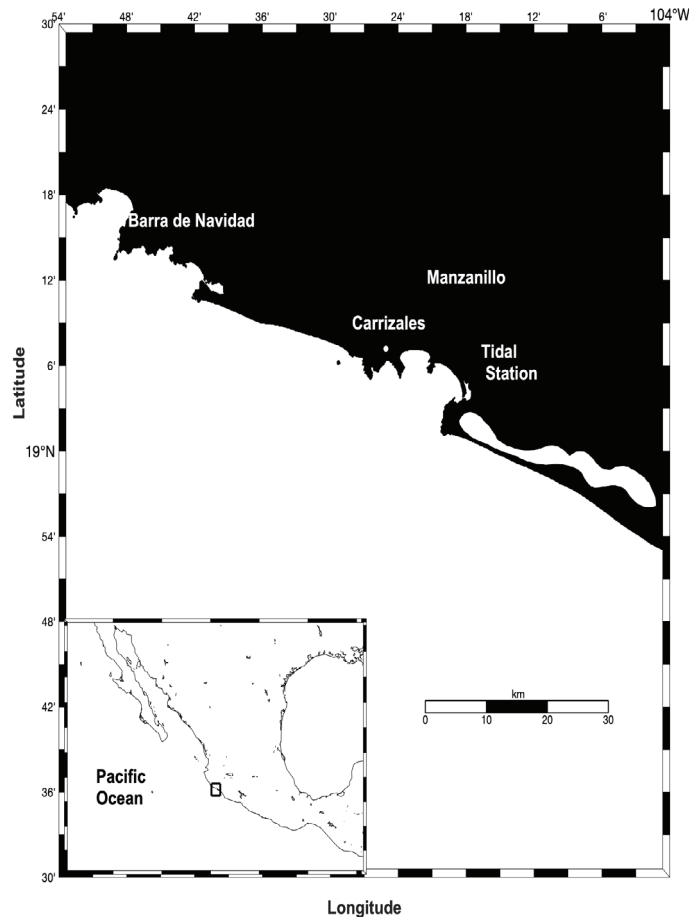 54' 48' 42' 36' 30' 24' 18' 12' 6' 104°W
30'
24'
18'
Barra de Navidad
12'
Manzanillo
Carrizales
6'
Tidal
Station
Latitude
19°N
54'
48'
42'
km
0 10 20 30
36'
Pacific
Ocean
30'
Longitude